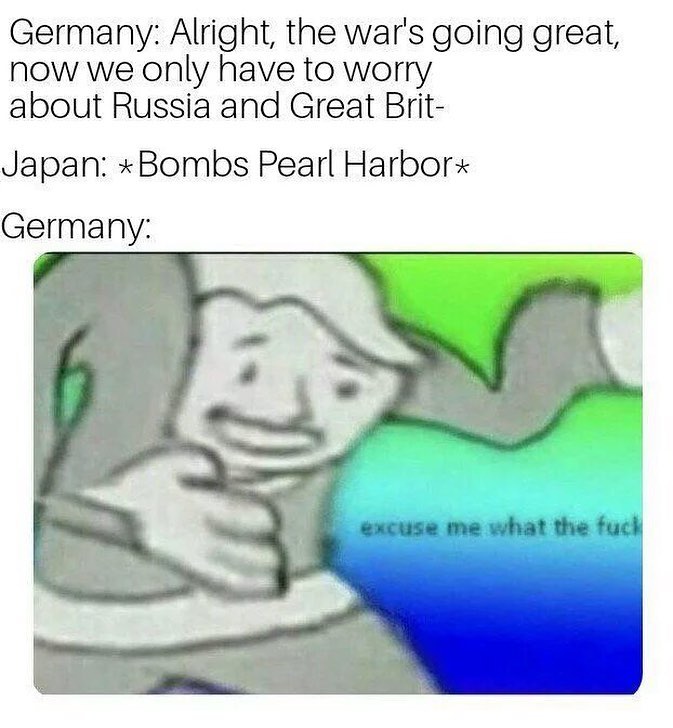 Germany: Alright, the war's going great,
now we only have to worry
about Russia and Great Brit-
Japan: *Bombs Pearl Harbor*
Germany:
excuse me what the fuck